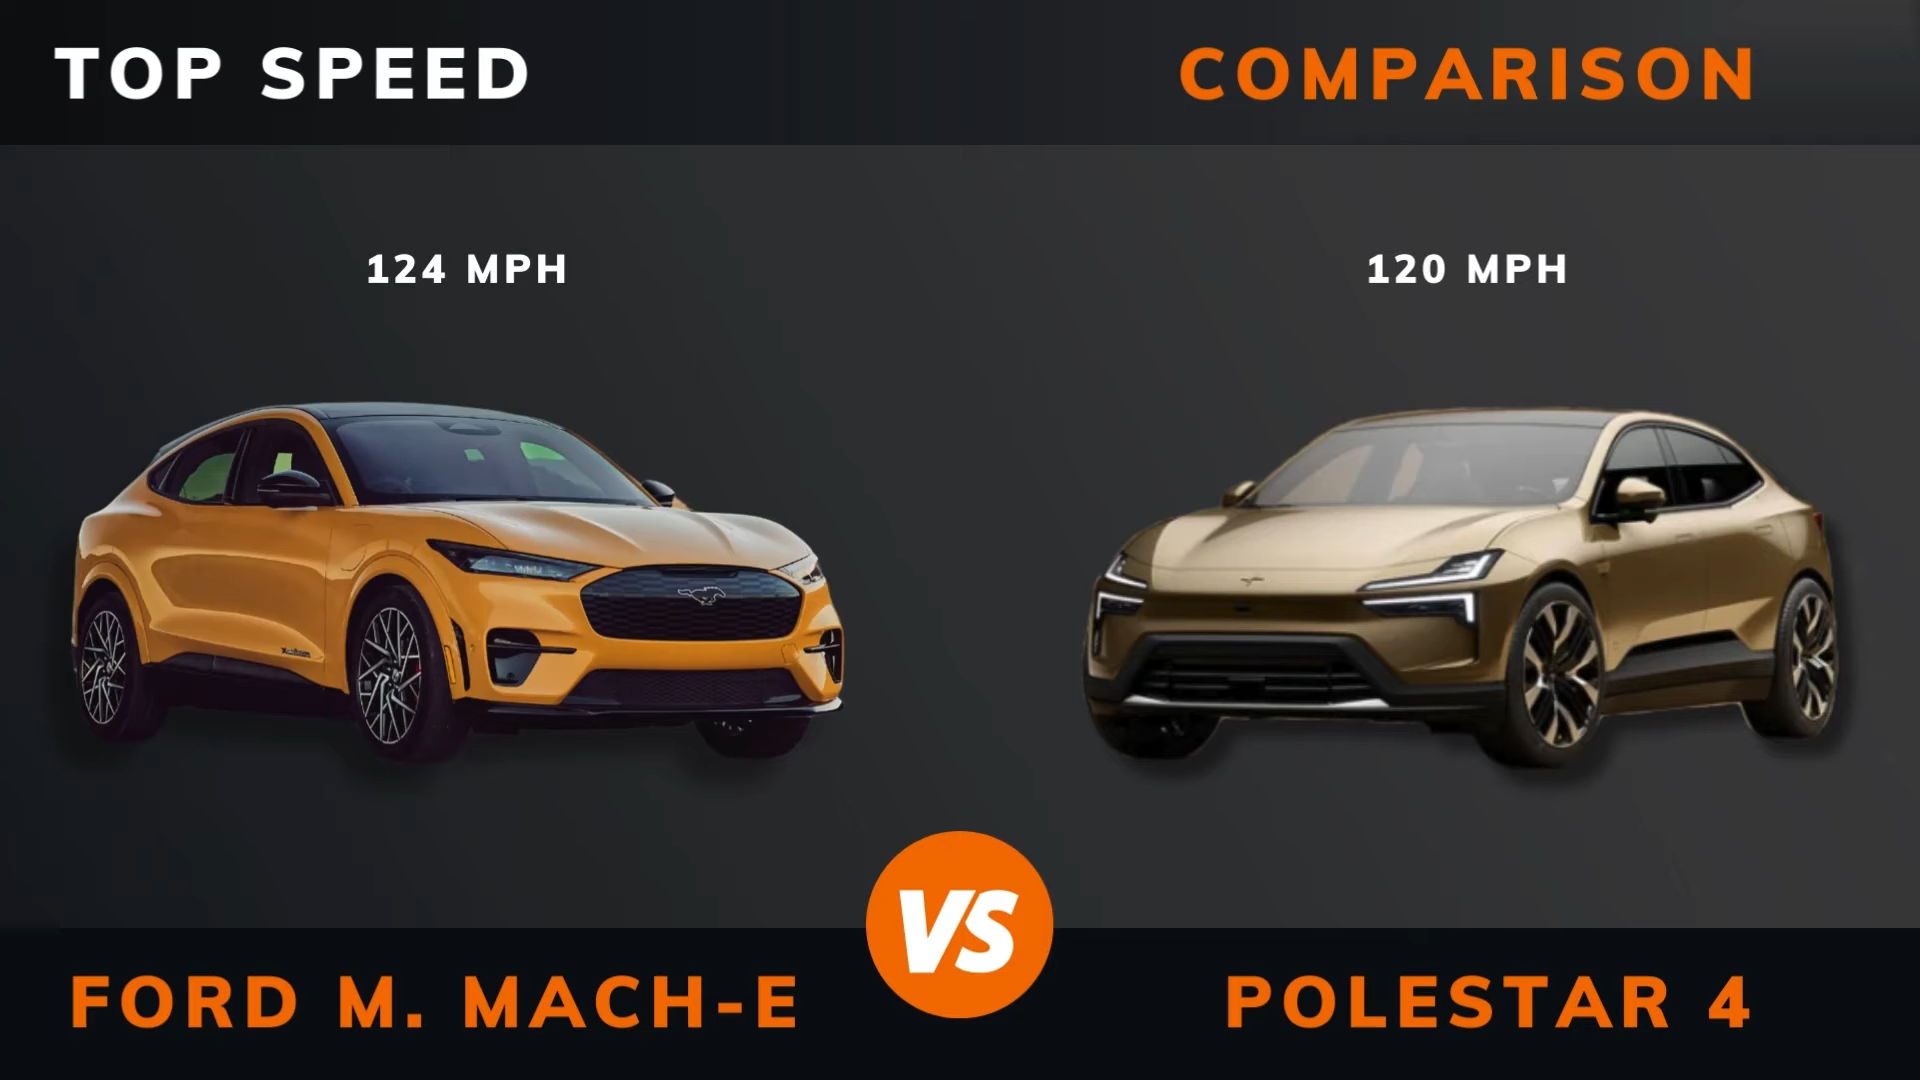 TOP SPEED
COMPARISON
124 MPH
120 MPH
VS
FORD M. MACH-E
POLESTAR 4